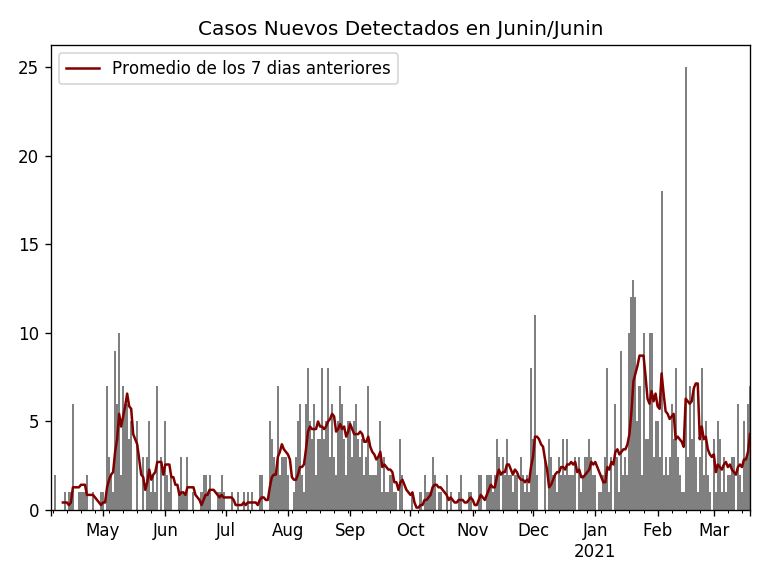 Casos Nuevos Detectados en Junin/Junin
Promedio de los 7 dias anteriores
25
20
15
10
5
0
May Jun Jul Aug Sep Oct Nov Dec Jan Feb Mar
2021